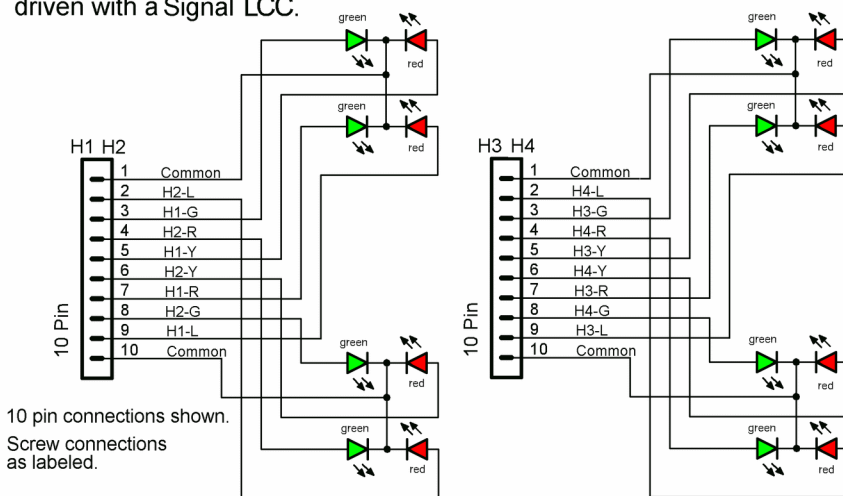 driven with a Signal LCC.
green
red
green
red
H1 H2
1 Common
2 H2-L
3 H1-G
4 H2-R
5 H1-Y
6 H2-Y
7 H1-R
8 H2-G
9 H1-L
10 Common
10 Pin
green
red
green
red
10 pin connections shown.
Screw connections
as labeled.
green
red
green
red
H3 H4
1 Common
2 H4-L
3 H3-G
4 H4-R
5 H3-Y
6 H4-Y
7 H3-R
8 H4-G
9 H3-L
10 Common
10 Pin
green
red
green
red